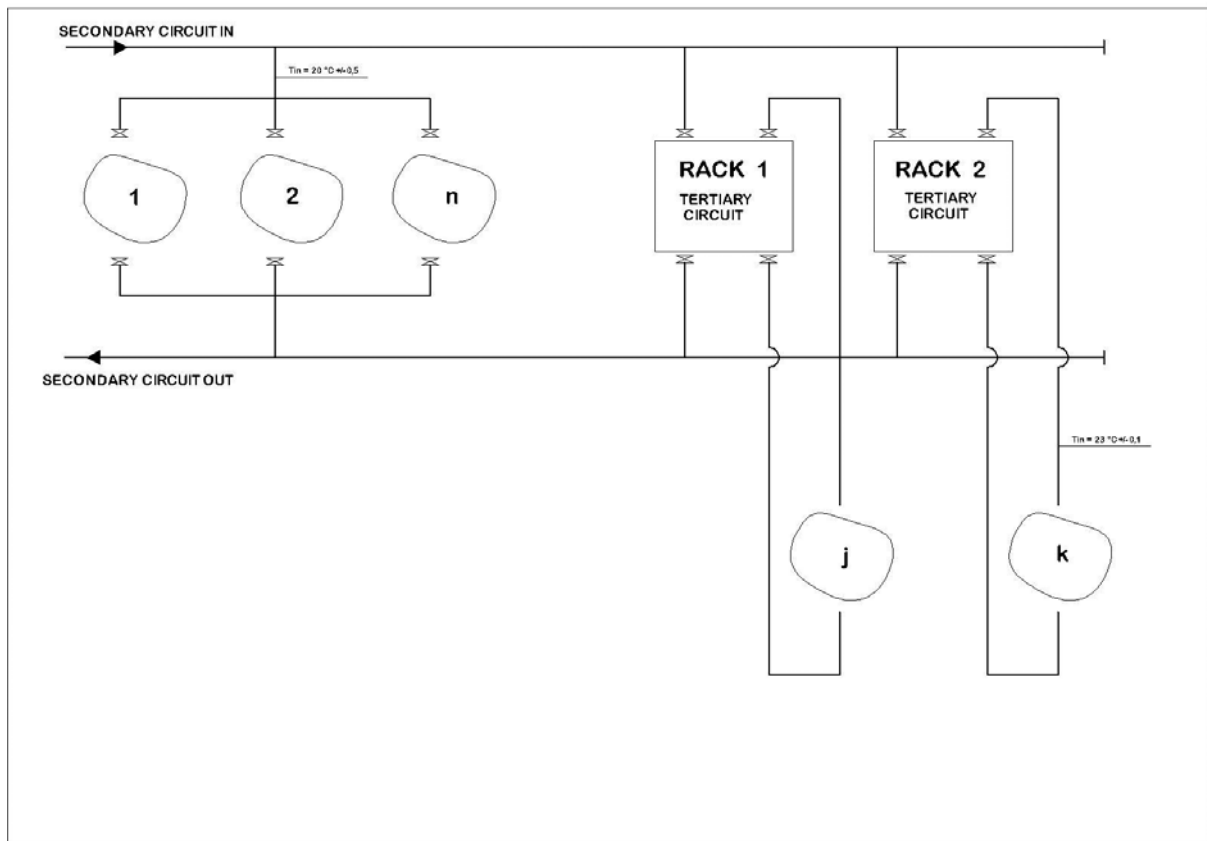 SECONDARY CIRCUIT IN
Tin = 20 °C+/-0,5
1
2
n
RACK 1
TERTIARY
CIRCUIT
RACK 2
TERTIARY
CIRCUIT
SECONDARY CIRCUIT OUT
Tin = 23 °C+/-0,1
j
k